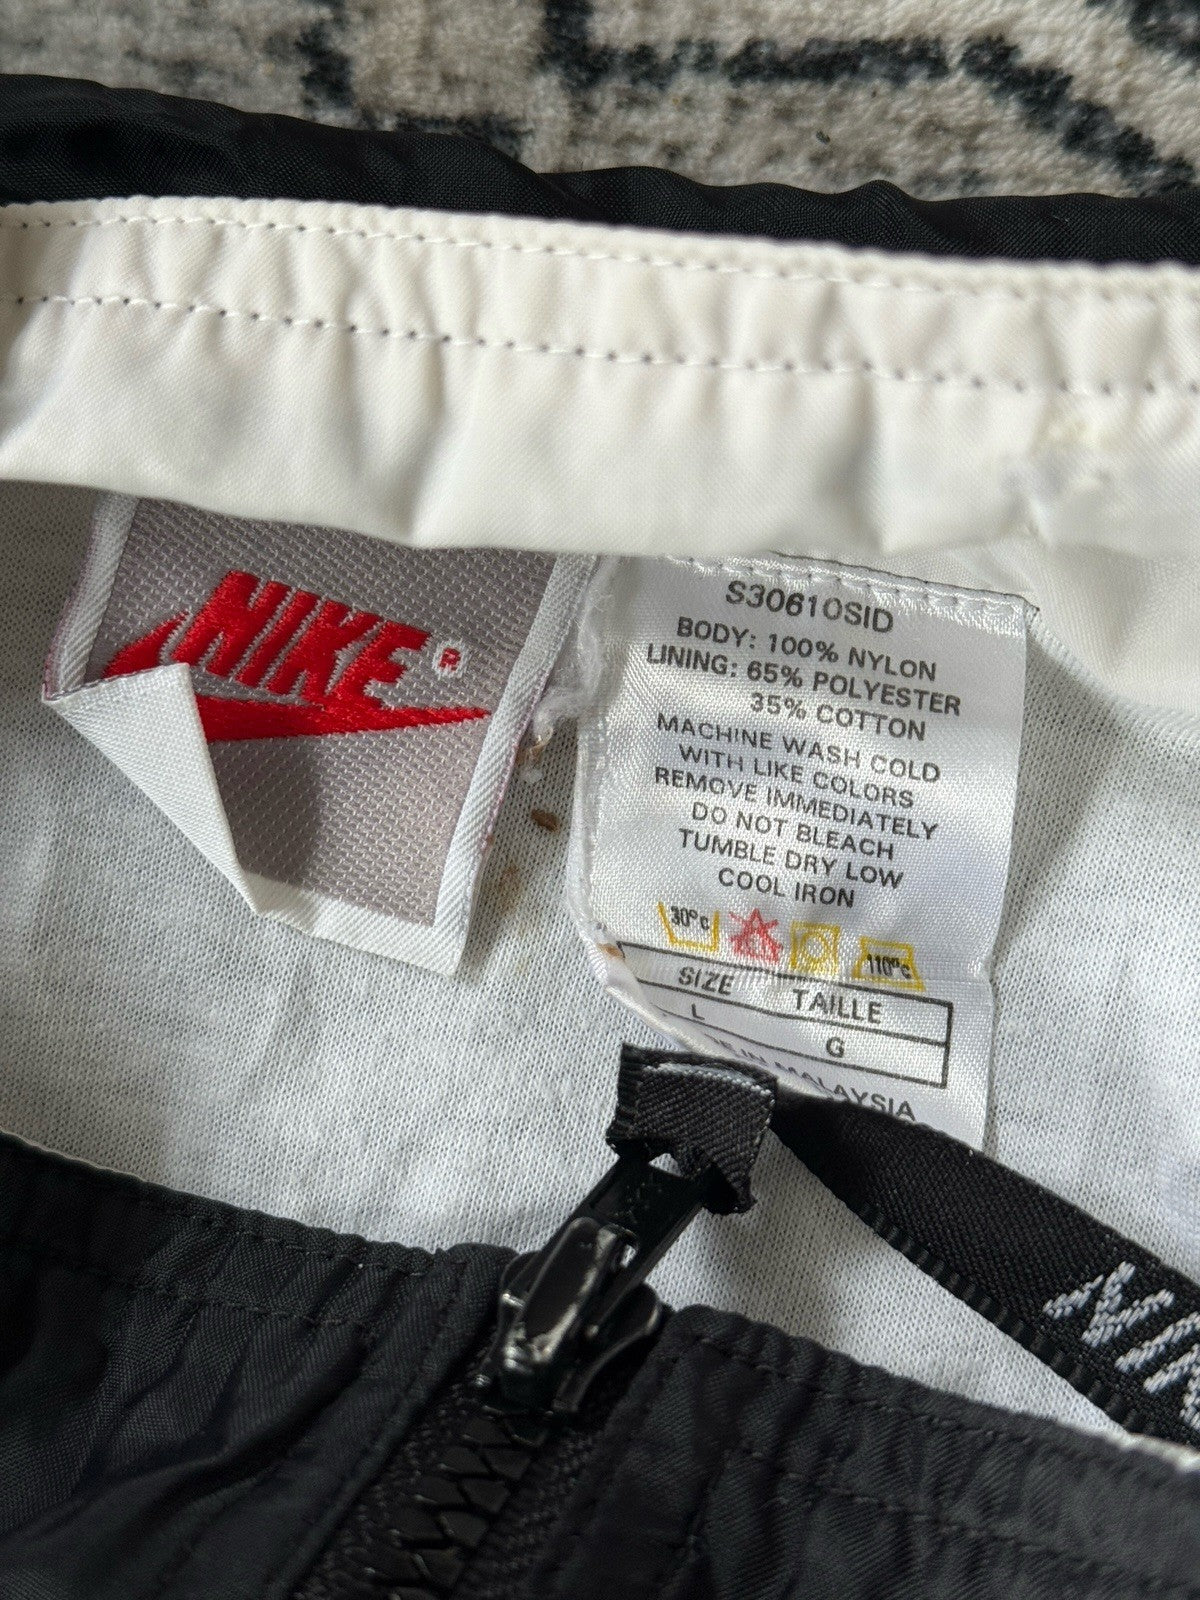 NIKE ®
S30610SID
BODY: 100% NYLON
LINING: 65% POLYESTER
35% COTTON
MACHINE WASH COLD
WITH LIKE COLORS
REMOVE IMMEDIATELY
DO NOT BLEACH
TUMBLE DRY LOW
COOL IRON
30°c 110°c
SIZE TAILLE
L G
IN MALAYSIA